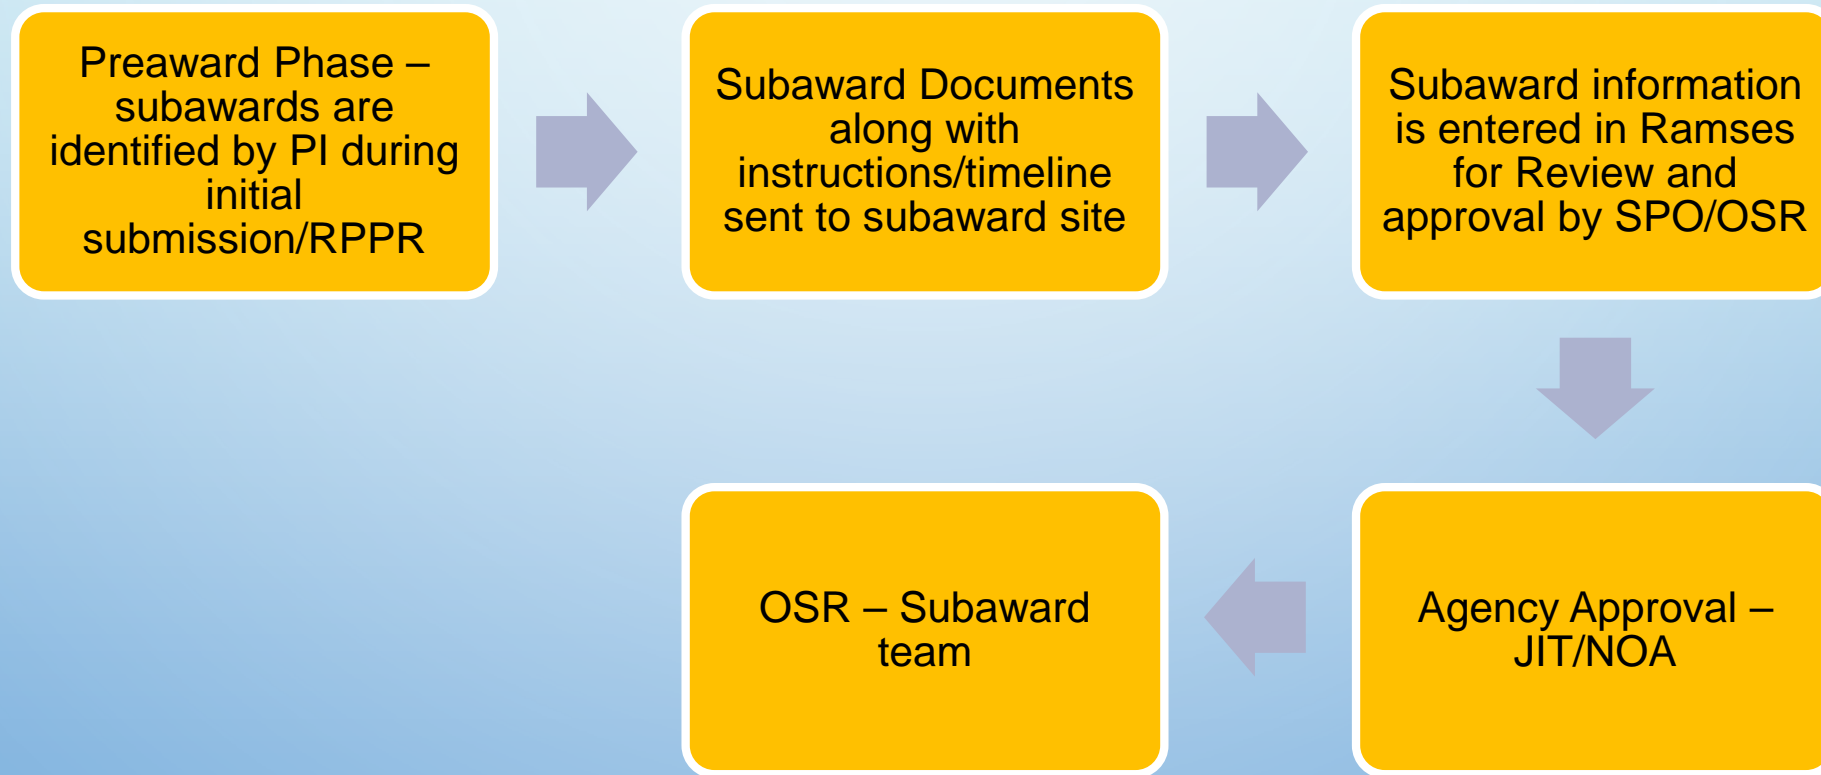 Preaward Phase –
subawards are
identified by PI during
initial
submission/RPPR
Subaward Documents
along with
instructions/timeline
sent to subaward site
Subaward information
is entered in Ramses
for Review and
approval by SPO/OSR
Agency Approval –
JIT/NOA
OSR – Subaward
team